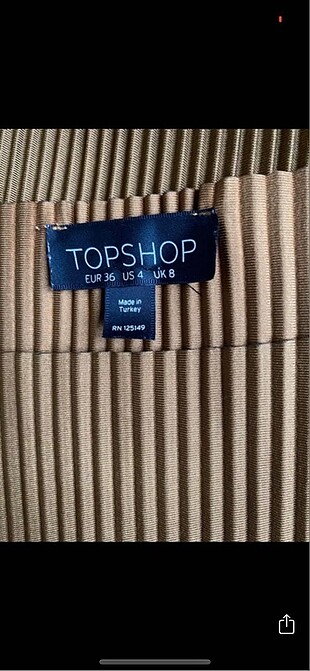 TOPSHOP
EUR 36 US 4 UK 8
Made in
Turkey
RN 125149